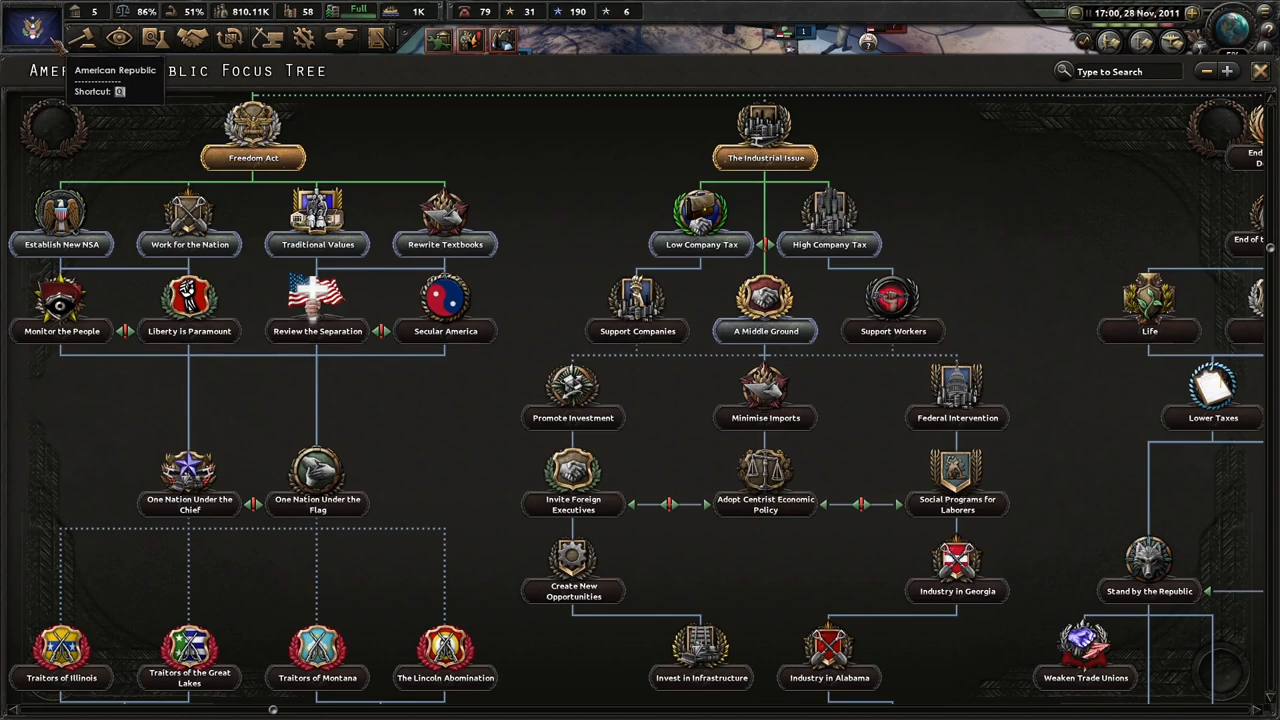 5
86%
51%
810.11K
58
Full
1K
79
31
190
6
1
17:00, 28 Nov, 2011
American Republic
Shortcut: Q
BLIC FOCUS TREE
Type to Search
Freedom Act
The Industrial Issue
Establish New NSA
Work for the Nation
Traditional Values
Rewrite Textbooks
Low Company Tax
High Company Tax
Monitor the People
Liberty is Paramount
Review the Separation
Secular America
Support Companies
A Middle Ground
Support Workers
Life
Promote Investment
Minimise Imports
Federal Intervention
Lower Taxes
One Nation Under the
Chief
One Nation Under the
Flag
Invite Foreign
Executives
Adopt Centrist Economic
Policy
Social Programs for
Laborers
Create New
Opportunities
Industry in Georgia
Stand by the Republic
Traitors of Illinois
Traitors of the Great
Lakes
Traitors of Montana
The Lincoln Abomination
Invest in Infrastructure
Industry in Alabama
Weaken Trade Unions